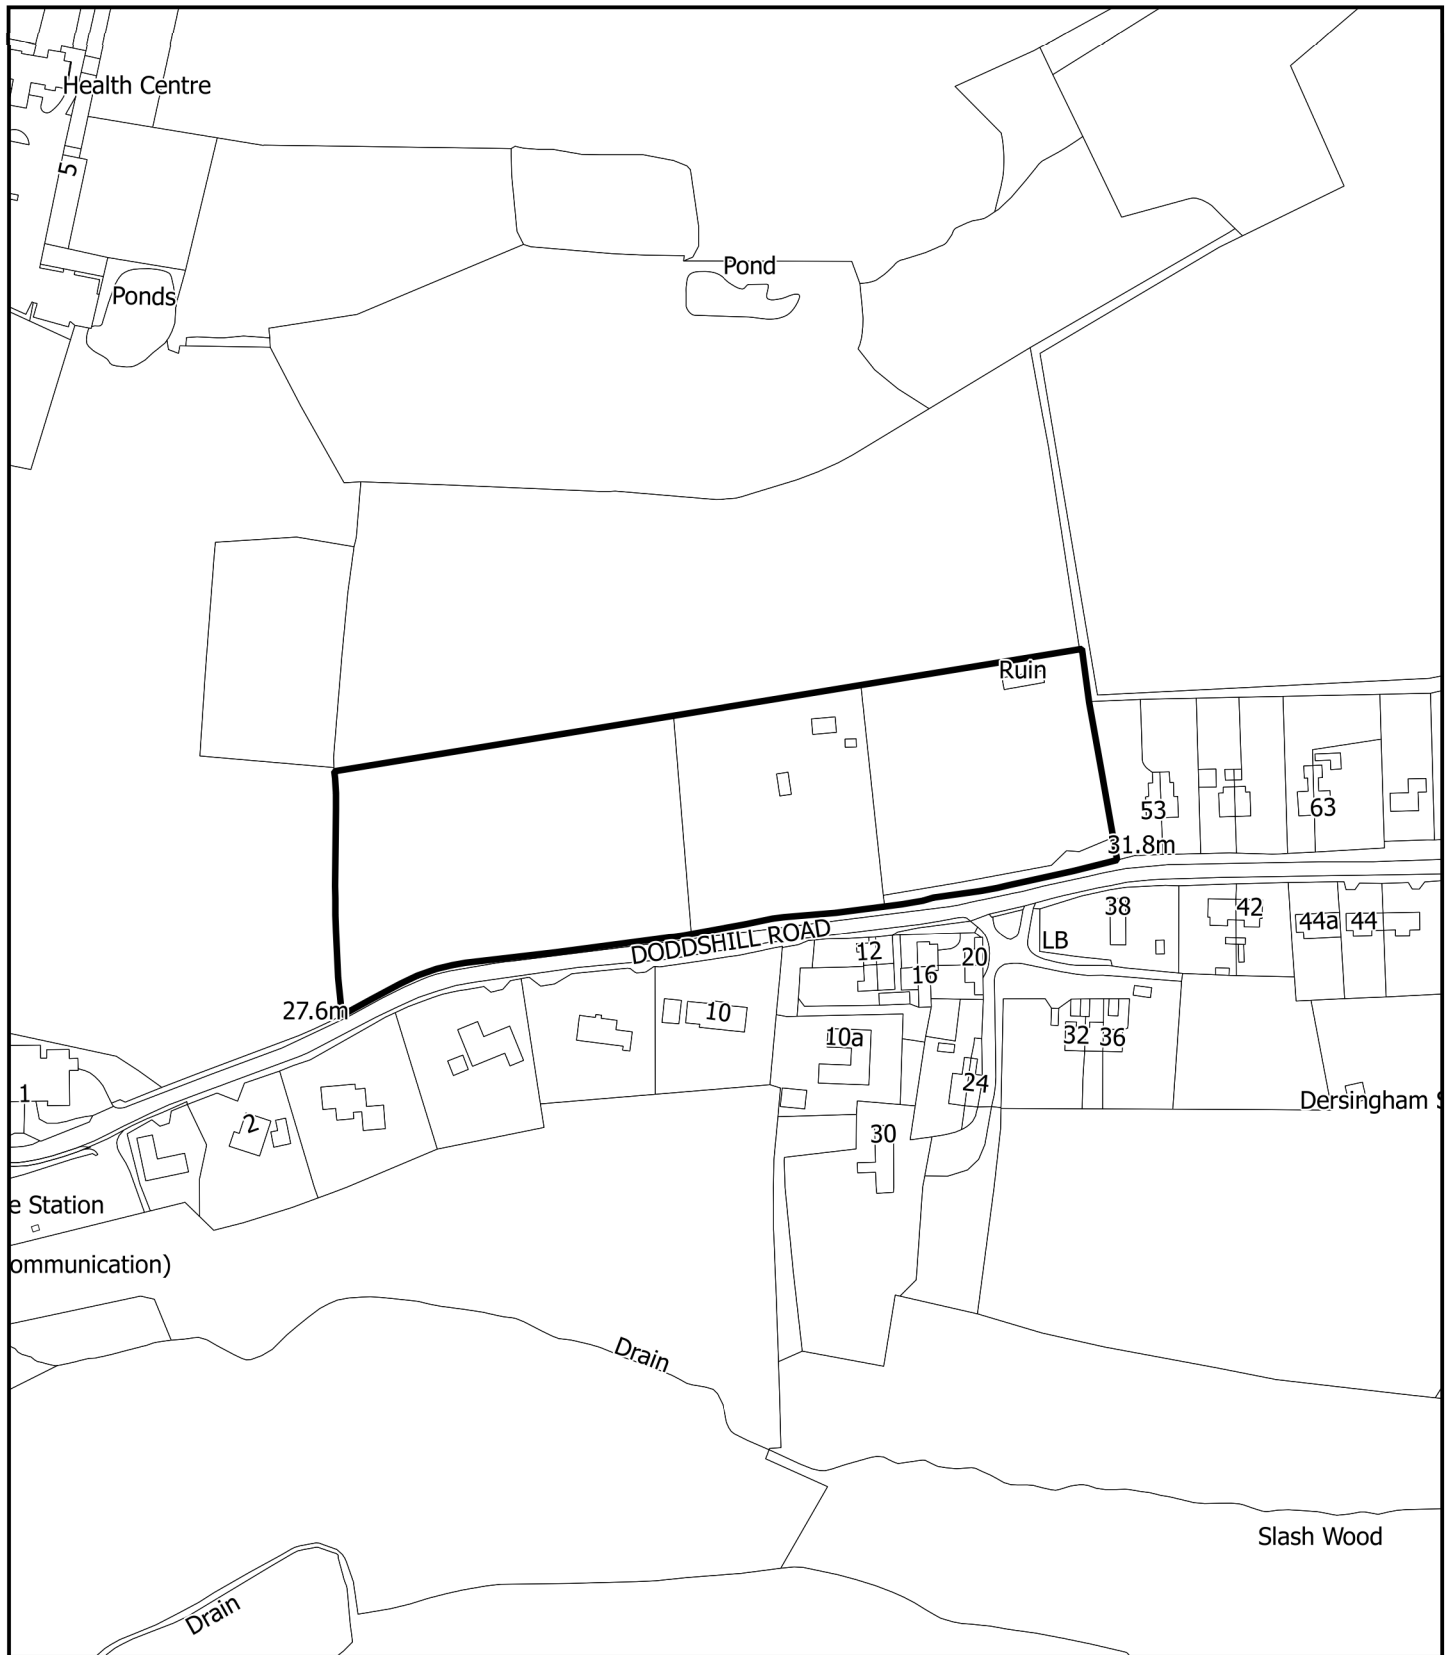 Health Centre
5
Pond
Ponds
Ruin
53
63
31.8m
38
42
44a
44
DODDSHILL ROAD
12
LB
20
16
27.6m
10
10a
32
36
24
1
Dersingham S
2
30
e Station
ommunication)
Drain
Slash Wood
Drain